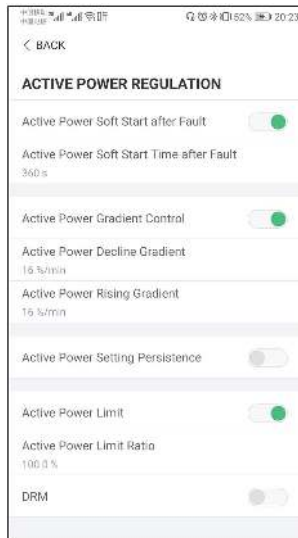 52% 20:23
< BACK
ACTIVE POWER REGULATION
Active Power Soft Start after Fault
Active Power Soft Start Time after Fault
360 s
Active Power Gradient Control
Active Power Decline Gradient
16 %/min
Active Power Rising Gradient
16 %/min
Active Power Setting Persistence
Active Power Limit
Active Power Limit Ratio
100.0 %
DRM